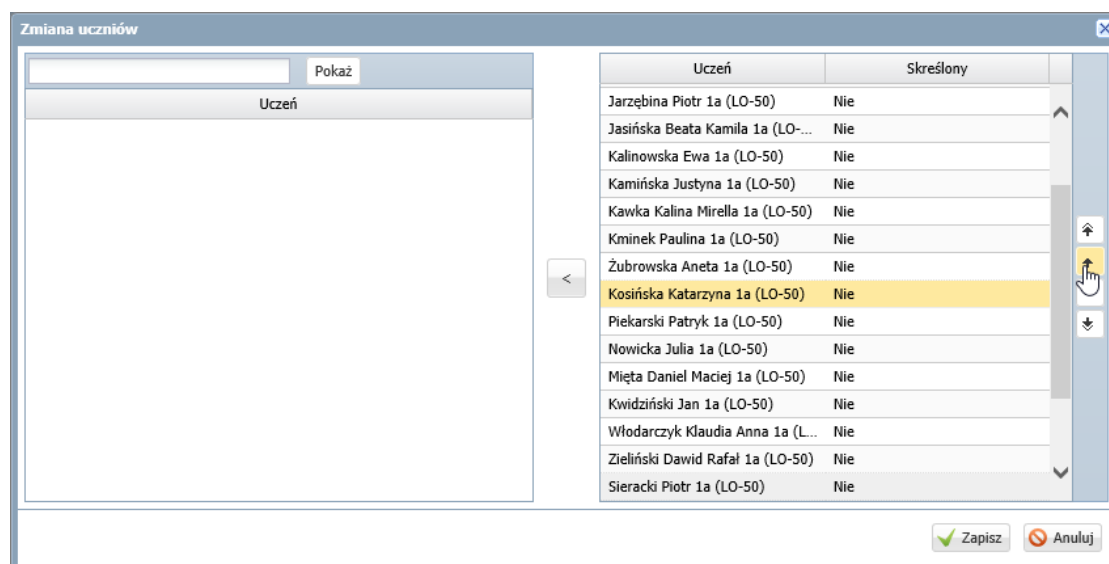 Zmiana uczniów
Pokaż
Uczeń
Uczeń Skreślony
Jarzębina Piotr 1a (LO-50) Nie
Jasińska Beata Kamila 1a (LO-... Nie
Kalinowska Ewa 1a (LO-50) Nie
Kamińska Justyna 1a (LO-50) Nie
Kawka Kalina Mirella 1a (LO-50) Nie
Kminek Paulina 1a (LO-50) Nie
Żubrowska Aneta 1a (LO-50) Nie
Kosińska Katarzyna 1a (LO-50) Nie
Piekarski Patryk 1a (LO-50) Nie
Nowicka Julia 1a (LO-50) Nie
Mięta Daniel Maciej 1a (LO-50) Nie
Kwidziński Jan 1a (LO-50) Nie
Włodarczyk Klaudia Anna 1a (L... Nie
Zieliński Dawid Rafał 1a (LO-50) Nie
Sieracki Piotr 1a (LO-50) Nie
<
Zapisz Anuluj